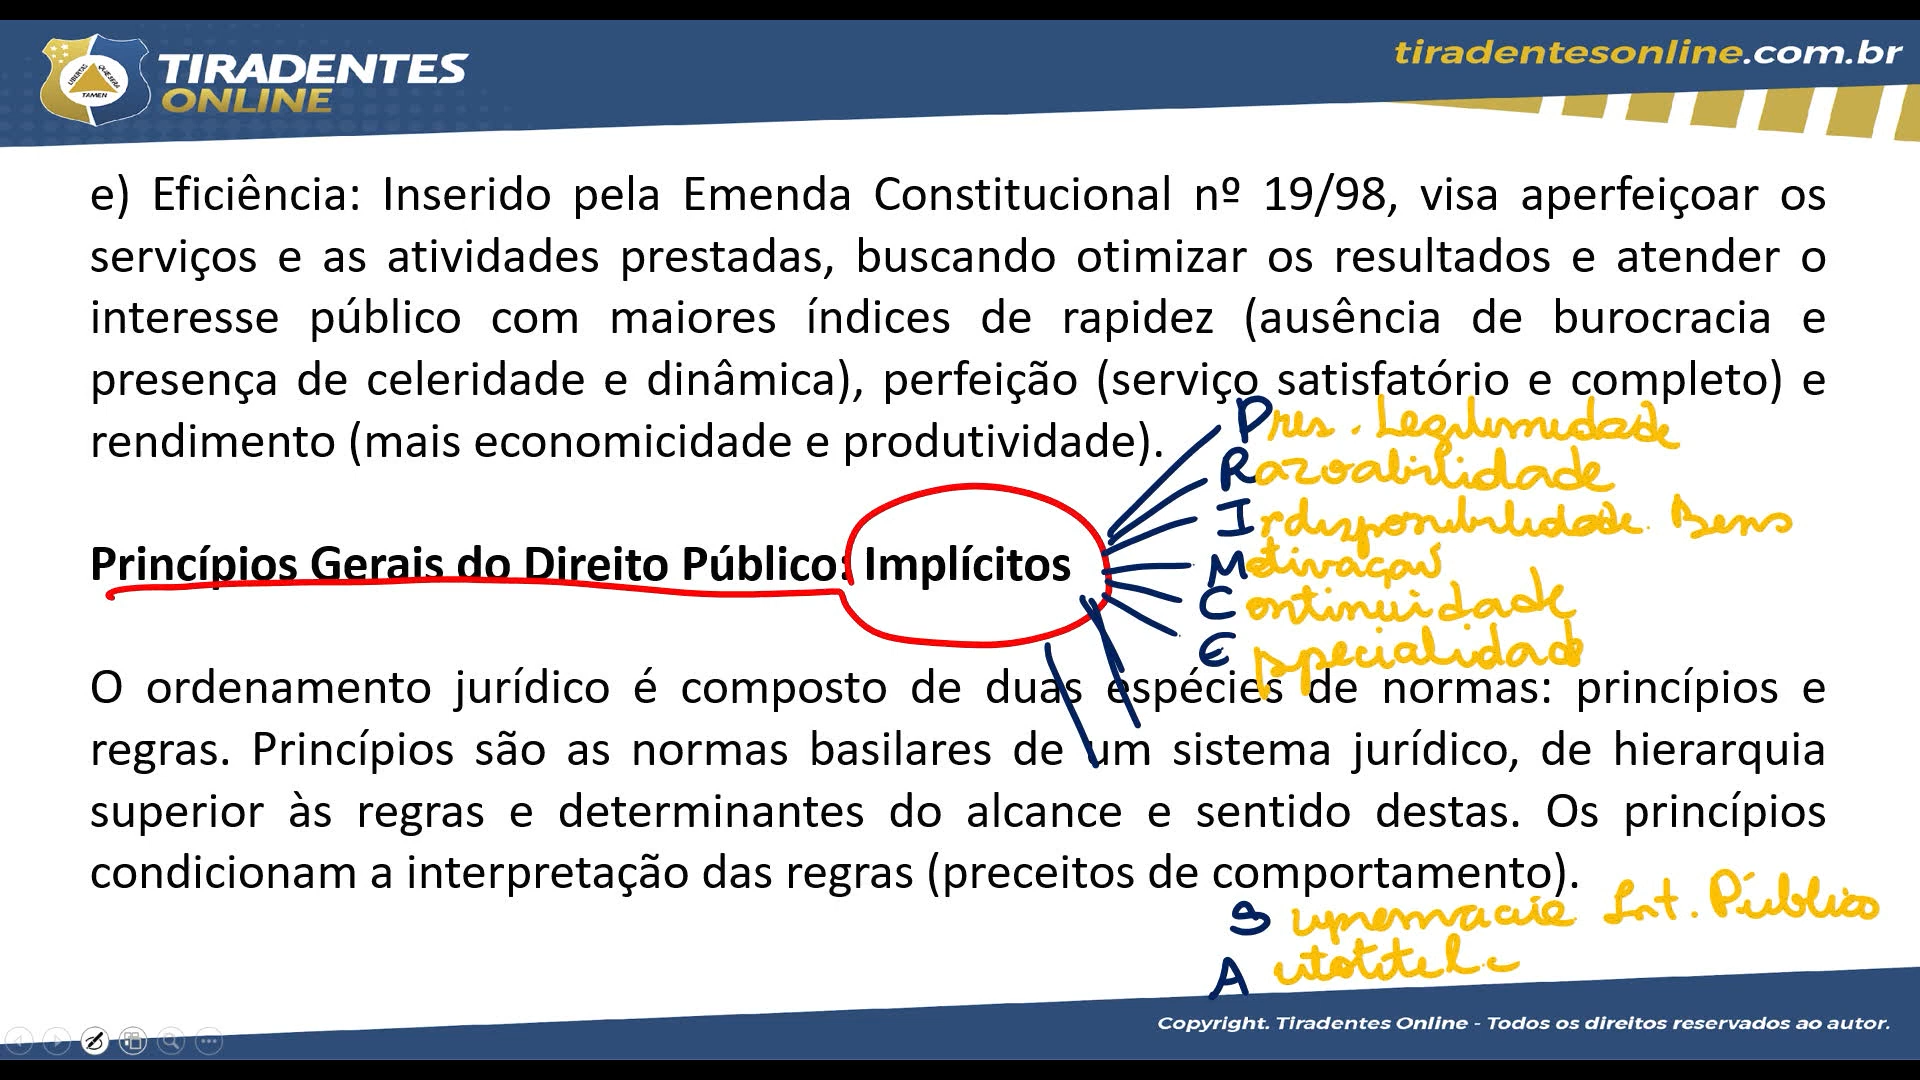 TIRADENTES
ONLINE
tiradentesonline.com.br
e) Eficiência: Inserido pela Emenda Constitucional nº 19/98, visa aperfeiçoar os
serviços e as atividades prestadas, buscando otimizar os resultados e atender o
interesse público com maiores índices de rapidez (ausência de burocracia e
presença de celeridade e dinâmica), perfeição (serviço satisfatório e completo) e
rendimento (mais economicidade e produtividade).
Pres. Legitimidade
Razoabilidade
Indisponibilidade Bens
Princípios Gerais do Direito Público: Implícitos
Motivação
Continuidade
Especialidade
O ordenamento jurídico é composto de duas espécies de normas: princípios e
regras. Princípios são as normas basilares de um sistema jurídico, de hierarquia
superior às regras e determinantes do alcance e sentido destas. Os princípios
condicionam a interpretação das regras (preceitos de comportamento).
Supremacia Int. Público
Autotutela
Copyright. Tiradentes Online - Todos os direitos reservados ao autor.